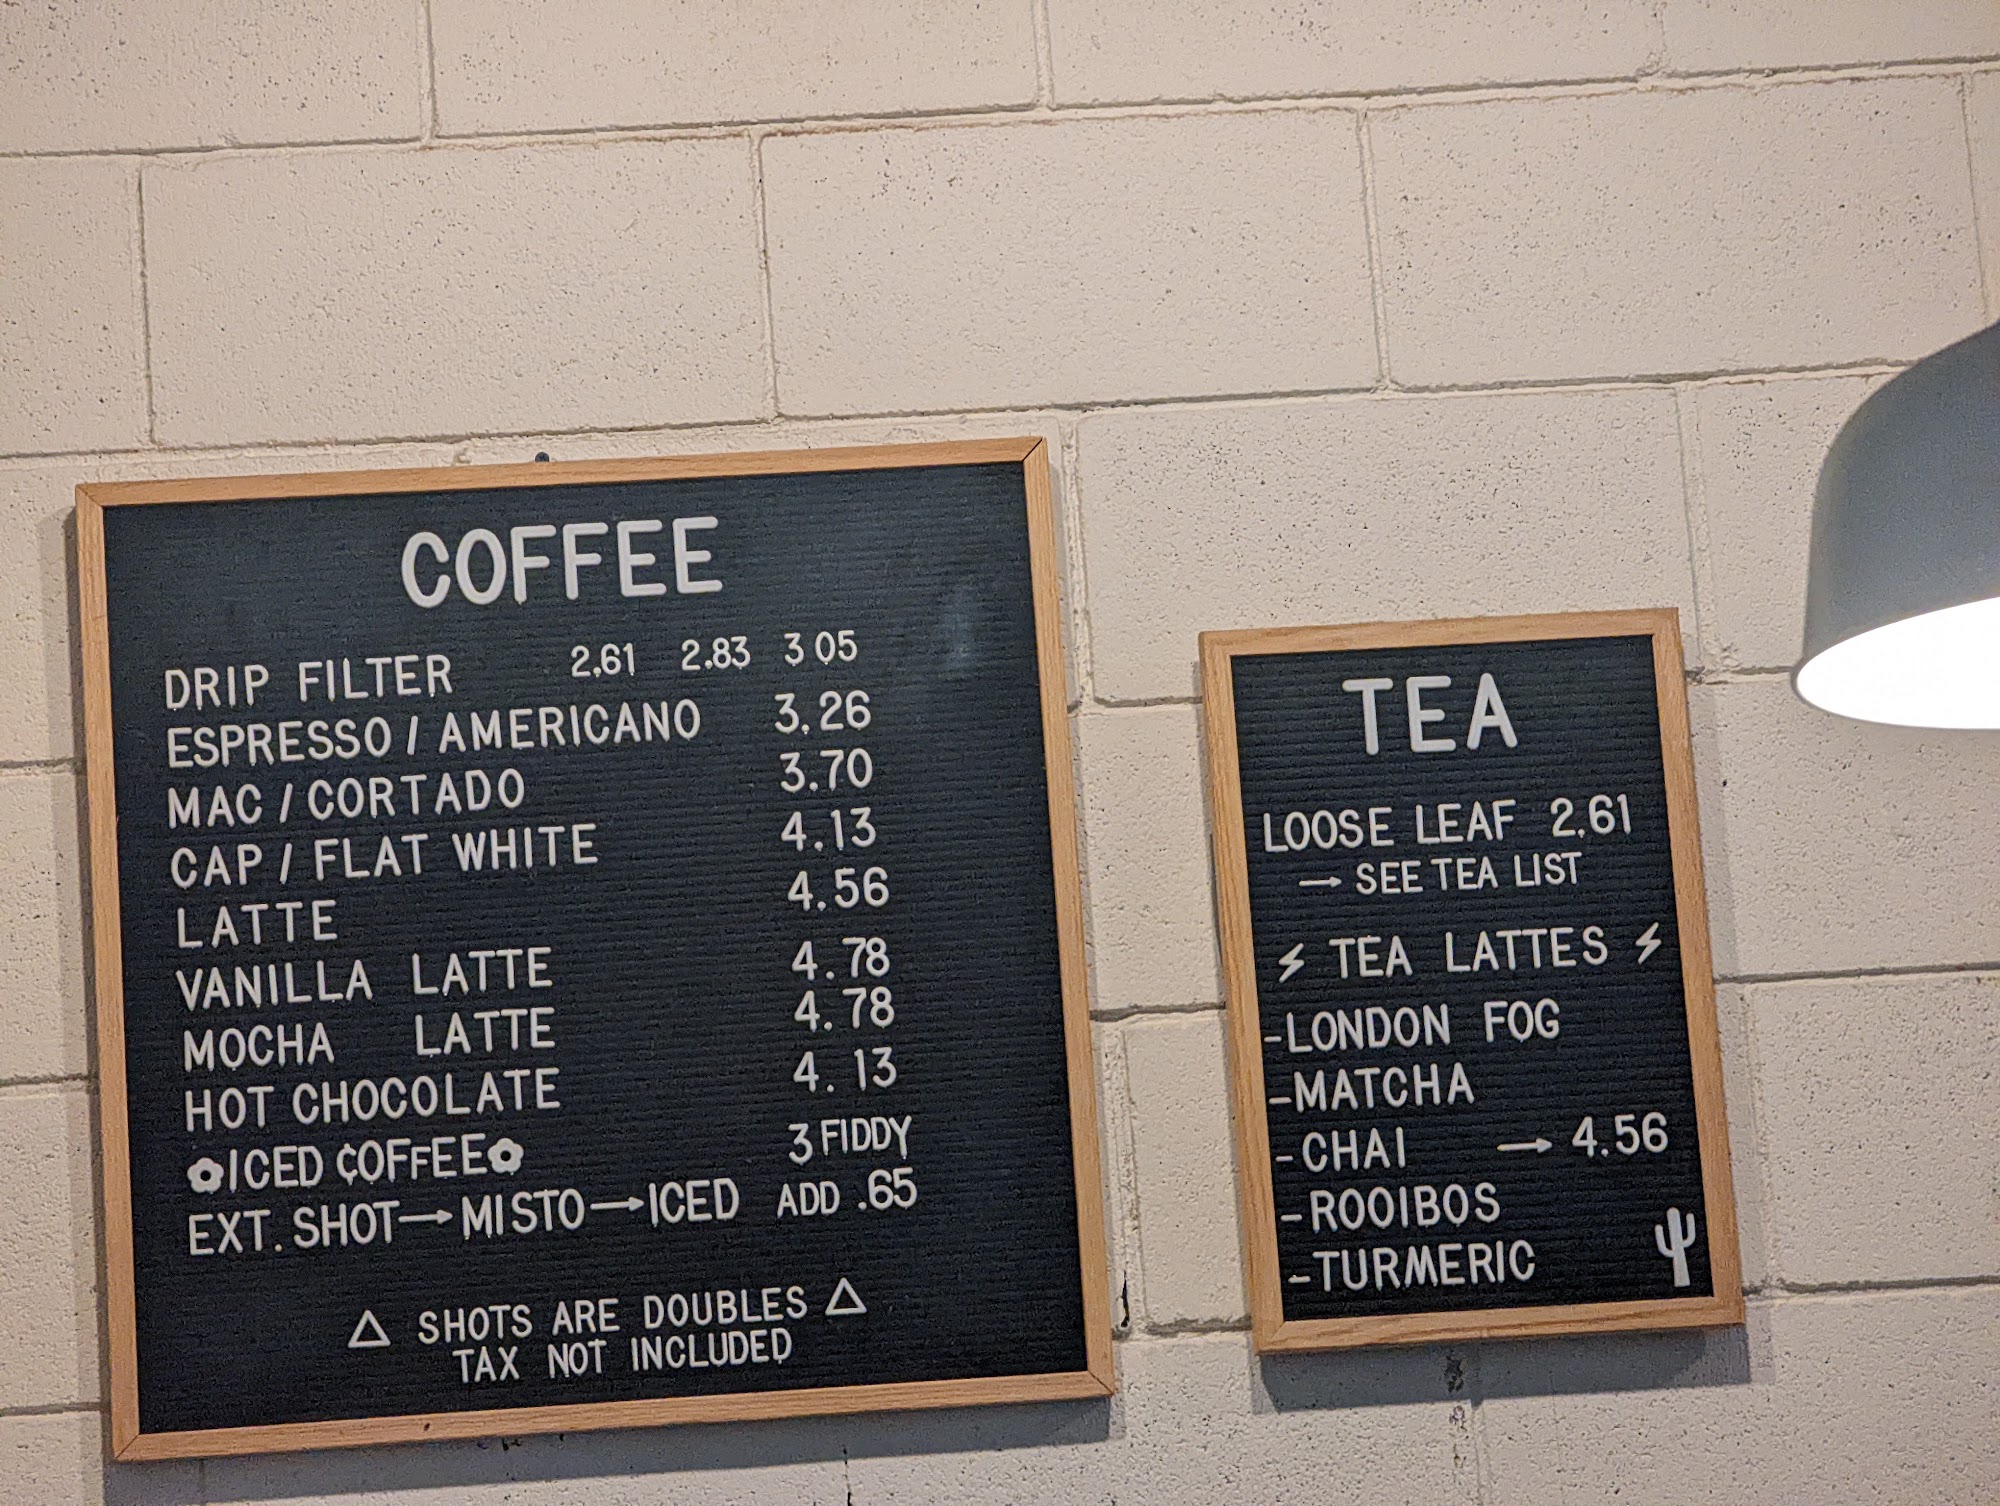 COFFEE
DRIP FILTER 2.61 2.83 3 05
ESPRESSO / AMERICANO 3.26
MAC / CORTADO 3.70
CAP / FLAT WHITE 4.13
LATTE 4.56
VANILLA LATTE 4.78
MOCHA LATTE 4.78
HOT CHOCOLATE 4.13
ICED ¢OFFEE 3 FIDDY
EXT. SHOT→MISTO→ICED ADD .65
△ SHOTS ARE DOUBLES △
TAX NOT INCLUDED
TEA
LOOSE LEAF 2.61
→ SEE TEA LIST
TEA LATTES
-LONDON FOG
-MATCHA
-CHAI → 4.56
-ROOIBOS
-TURMERIC